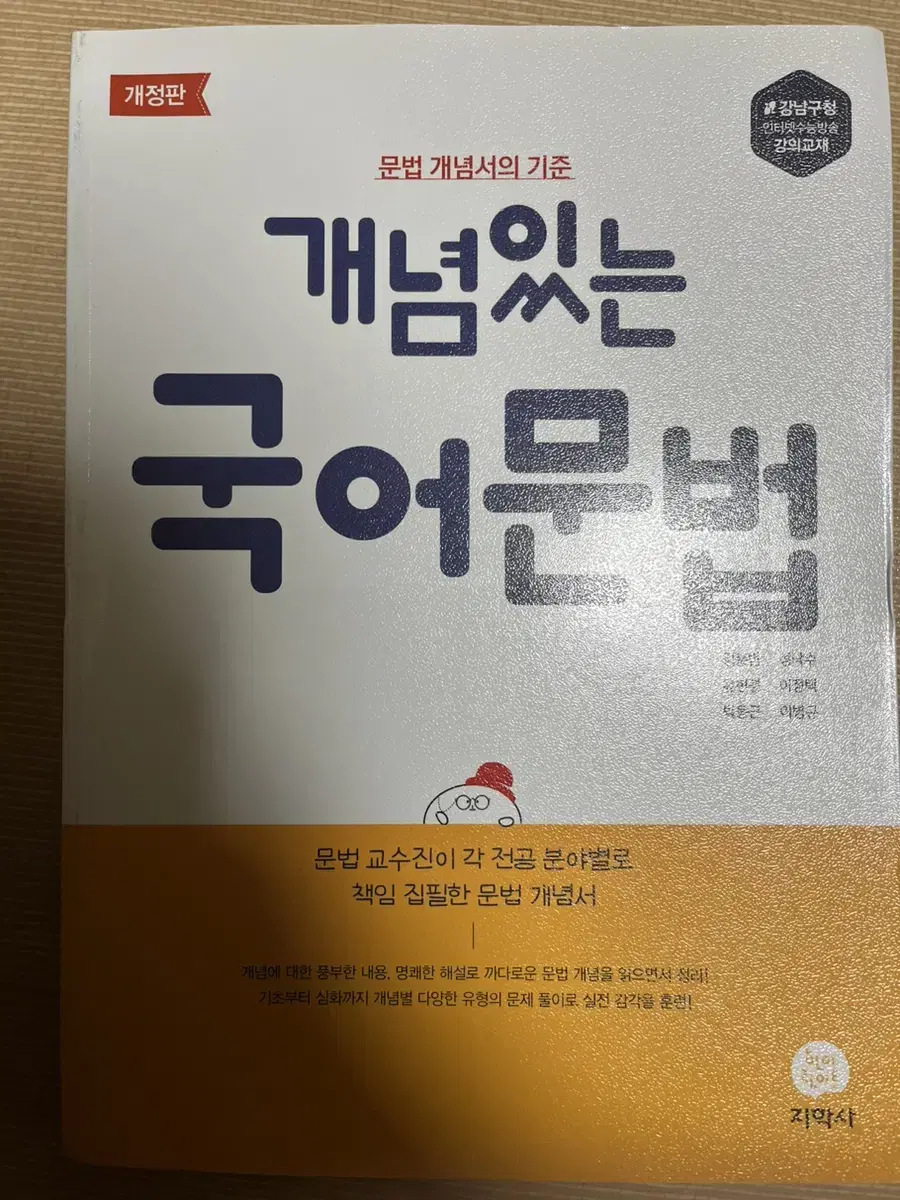 개정판
강남구청
인터넷수능방송
강의교재
문법 개념서의 기준
개념있는
국어문법
이정택
이병규
문법 교수진이 각 전공 분야별로
책임 집필한 문법 개념서
개념에 대한 풍부한 내용, 명쾌한 해설로 까다로운 문법 개념을 읽으면서 정리!
기초부터 심화까지 개념별 다양한 유형의 문제 풀이로 실전 감각을 훈련!
지학사